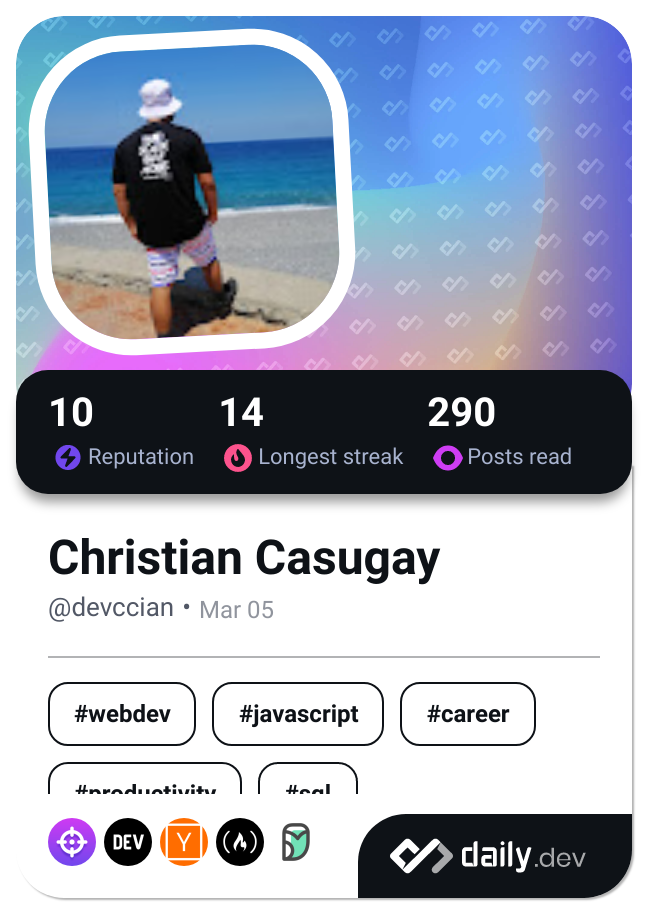 10 14 290
Reputation Longest streak Posts read
Christian Casugay
@devccian • Mar 05
#webdev #javascript #career
#productivity #sql
DEV Y
daily.dev